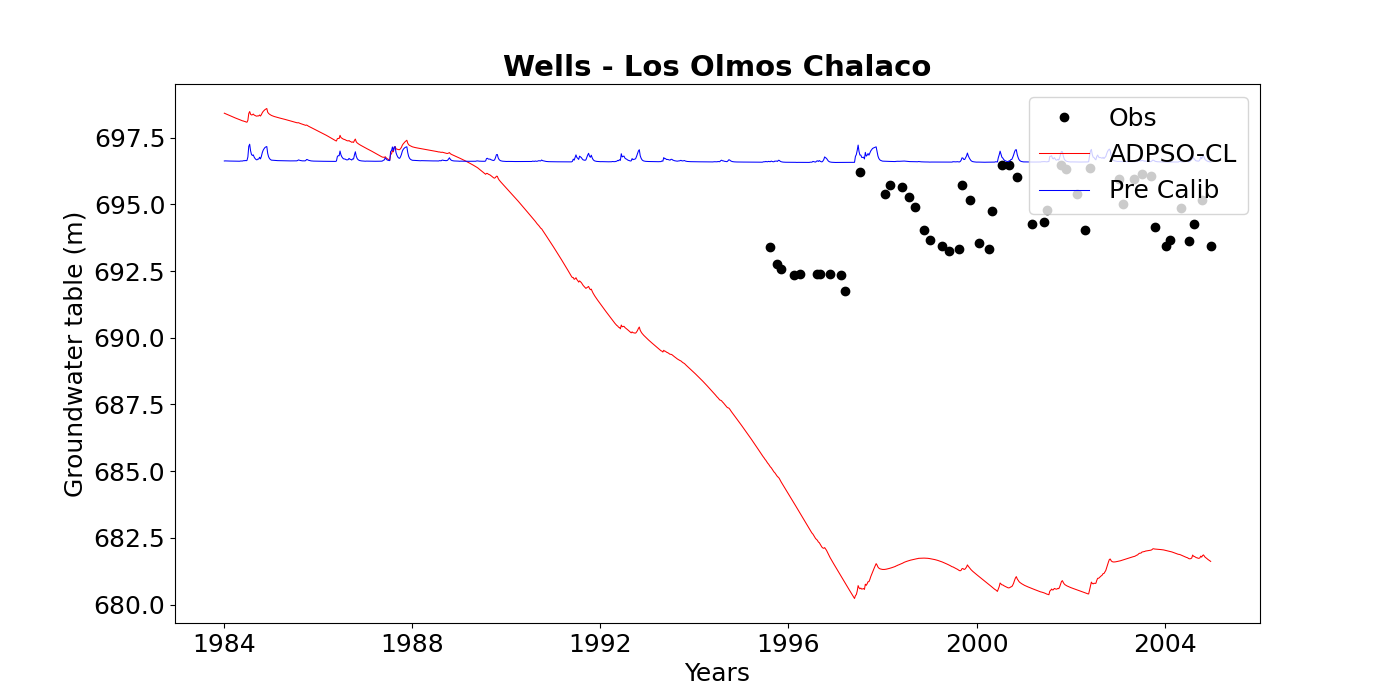 Wells - Los Olmos Chalaco
Obs
ADPSO-CL
Pre Calib
Groundwater table (m)
697.5
695.0
692.5
690.0
687.5
685.0
682.5
680.0
1984 1988 1992 1996 2000 2004
Years